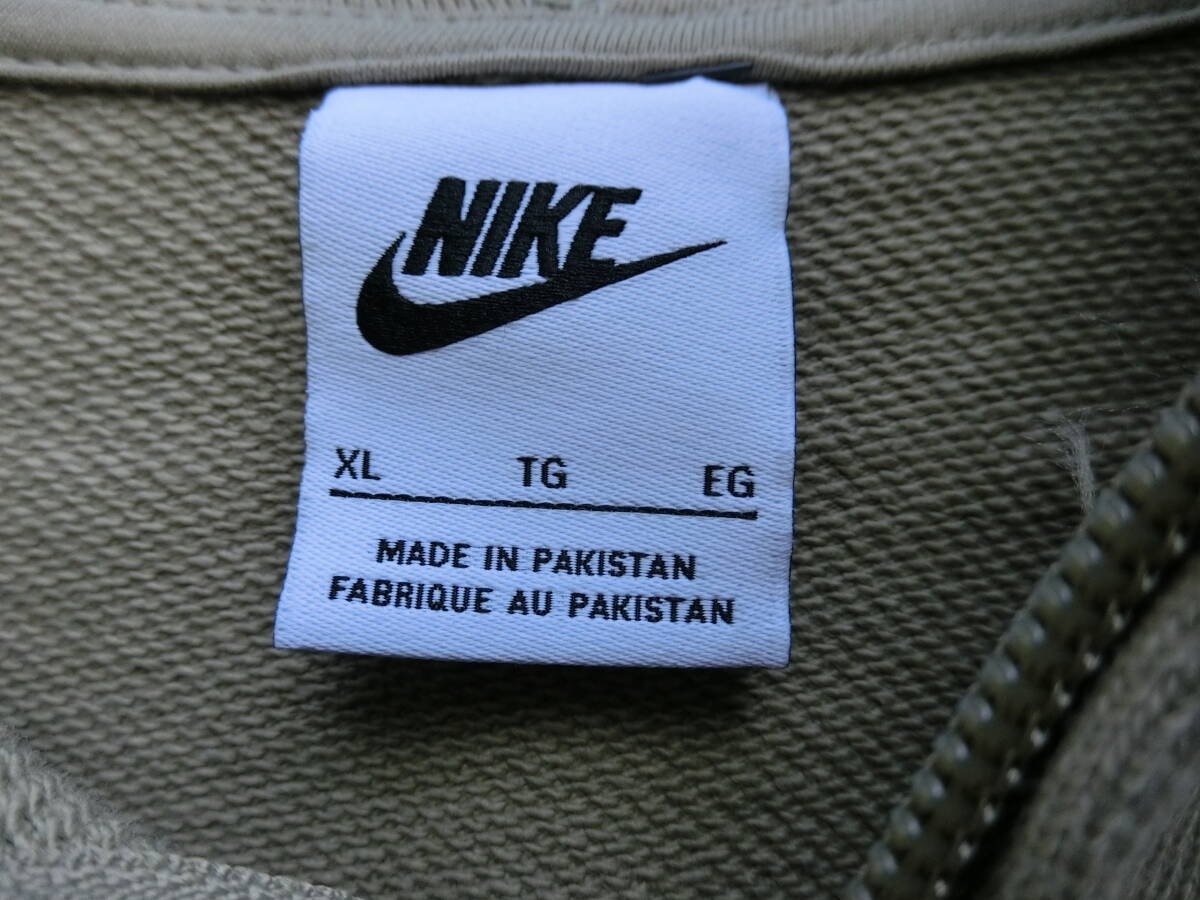 NIKE
XL TG EG
MADE IN PAKISTAN
FABRIQUE AU PAKISTAN